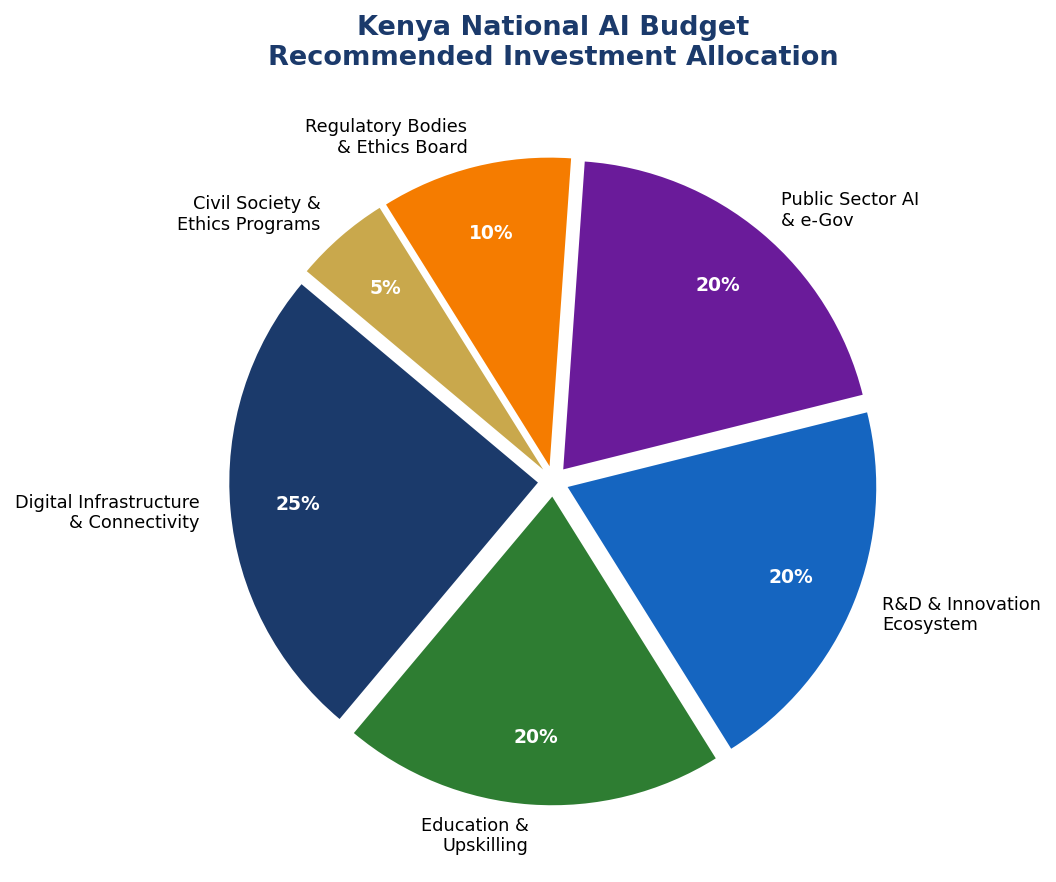 Kenya National AI Budget
Recommended Investment Allocation
Regulatory Bodies
& Ethics Board
10%
Civil Society &
Ethics Programs
5%
Public Sector AI
& e-Gov
20%
Digital Infrastructure
& Connectivity
25%
20%
R&D & Innovation
Ecosystem
20%
Education &
Upskilling